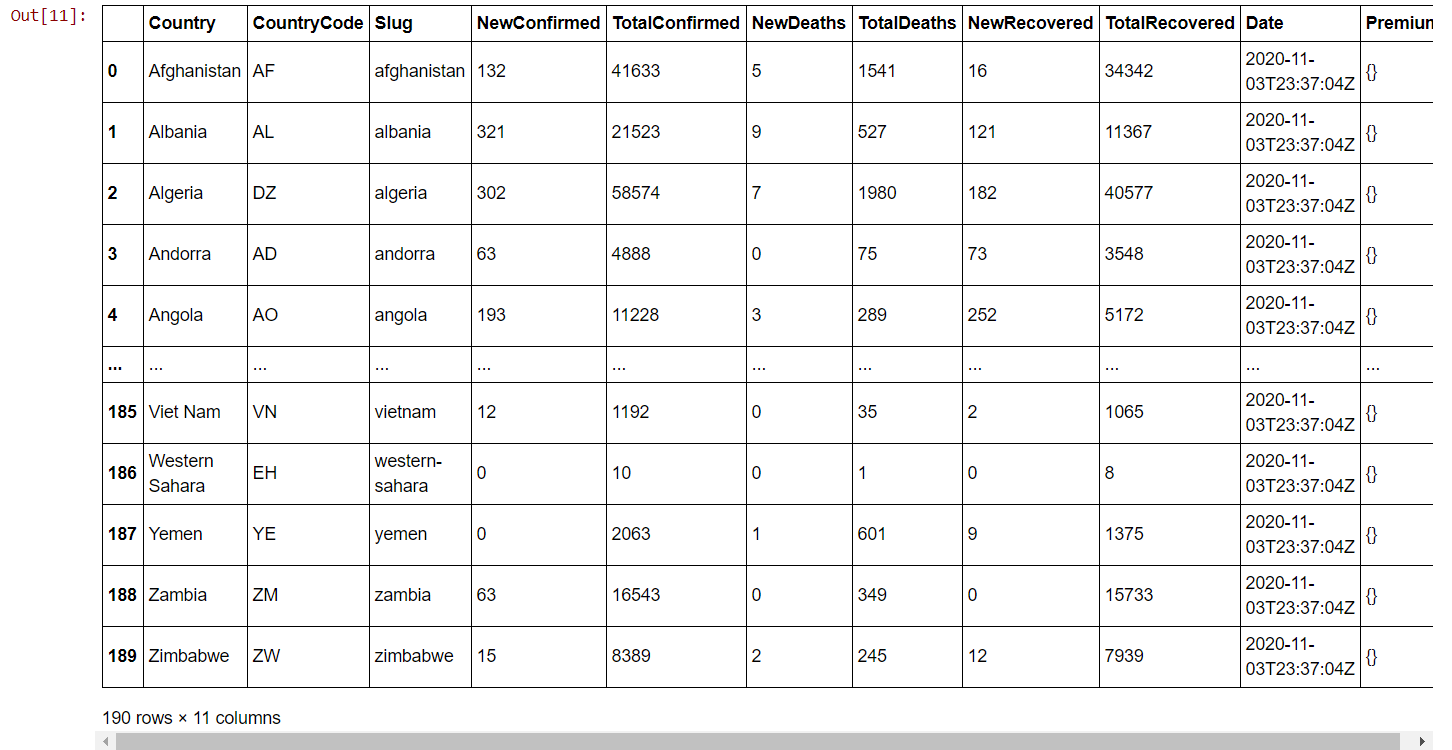 Out[11]:
Country CountryCode Slug NewConfirmed TotalConfirmed NewDeaths TotalDeaths NewRecovered TotalRecovered Date
0 Afghanistan AF afghanistan 132 41633 5 1541 16 34342 2020-11-03T23:37:04Z {}
1 Albania AL albania 321 21523 9 527 121 11367 2020-11-03T23:37:04Z {}
2 Algeria DZ algeria 302 58574 7 1980 182 40577 2020-11-03T23:37:04Z {}
3 Andorra AD andorra 63 4888 0 75 73 3548 2020-11-03T23:37:04Z {}
4 Angola AO angola 193 11228 3 289 252 5172 2020-11-03T23:37:04Z {}
... ... ... ... ... ... ... ... ... ... ... ...
185 Viet Nam VN vietnam 12 1192 0 35 2 1065 2020-11-03T23:37:04Z {}
186 Western Sahara EH western-sahara 0 10 0 1 0 8 2020-11-03T23:37:04Z {}
187 Yemen YE yemen 0 2063 1 601 9 1375 2020-11-03T23:37:04Z {}
188 Zambia ZM zambia 63 16543 0 349 0 15733 2020-11-03T23:37:04Z {}
189 Zimbabwe ZW zimbabwe 15 8389 2 245 12 7939 2020-11-03T23:37:04Z {}
190 rows × 11 columns